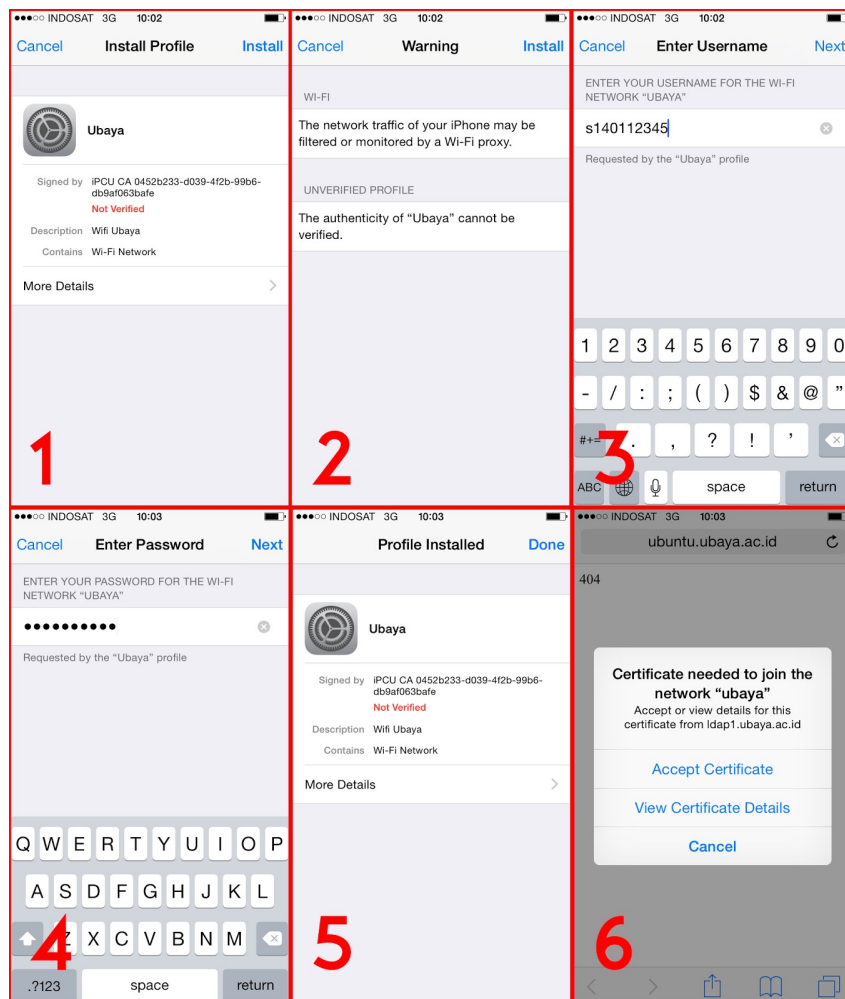 INDOSAT 3G 10:02
Cancel Install Profile Install
Ubaya
Signed by iPCU CA 0452b233-d039-4f2b-99b6-
db9af063bafe
Not Verified
Description Wifi Ubaya
Contains Wi-Fi Network
More Details
1
INDOSAT 3G 10:02
Cancel Warning Install
WI-FI
The network traffic of your iPhone may be
filtered or monitored by a Wi-Fi proxy.
UNVERIFIED PROFILE
The authenticity of “Ubaya” cannot be
verified.
2
INDOSAT 3G 10:02
Cancel Enter Username Next
ENTER YOUR USERNAME FOR THE WI-FI
NETWORK “UBAYA”
s140112345
Requested by the “Ubaya” profile
1 2 3 4 5 6 7 8 9 0
- / : ; ( ) $ & @ ”
#+= . , ? ! ’
ABC space return
3
INDOSAT 3G 10:03
Cancel Enter Password Next
ENTER YOUR PASSWORD FOR THE WI-FI
NETWORK “UBAYA”
●●●●●●●●●●
Requested by the “Ubaya” profile
Q W E R T Y U I O P
A S D F G H J K L
Z X C V B N M
.?123 space return
4
INDOSAT 3G 10:03
Profile Installed Done
Ubaya
Signed by iPCU CA 0452b233-d039-4f2b-99b6-
db9af063bafe
Not Verified
Description Wifi Ubaya
Contains Wi-Fi Network
More Details
5
INDOSAT 3G 10:03
ubuntu.ubaya.ac.id
404
Certificate needed to join the
network “ubaya”
Accept or view details for this
certificate from ldap1.ubaya.ac.id
Accept Certificate
View Certificate Details
Cancel
6